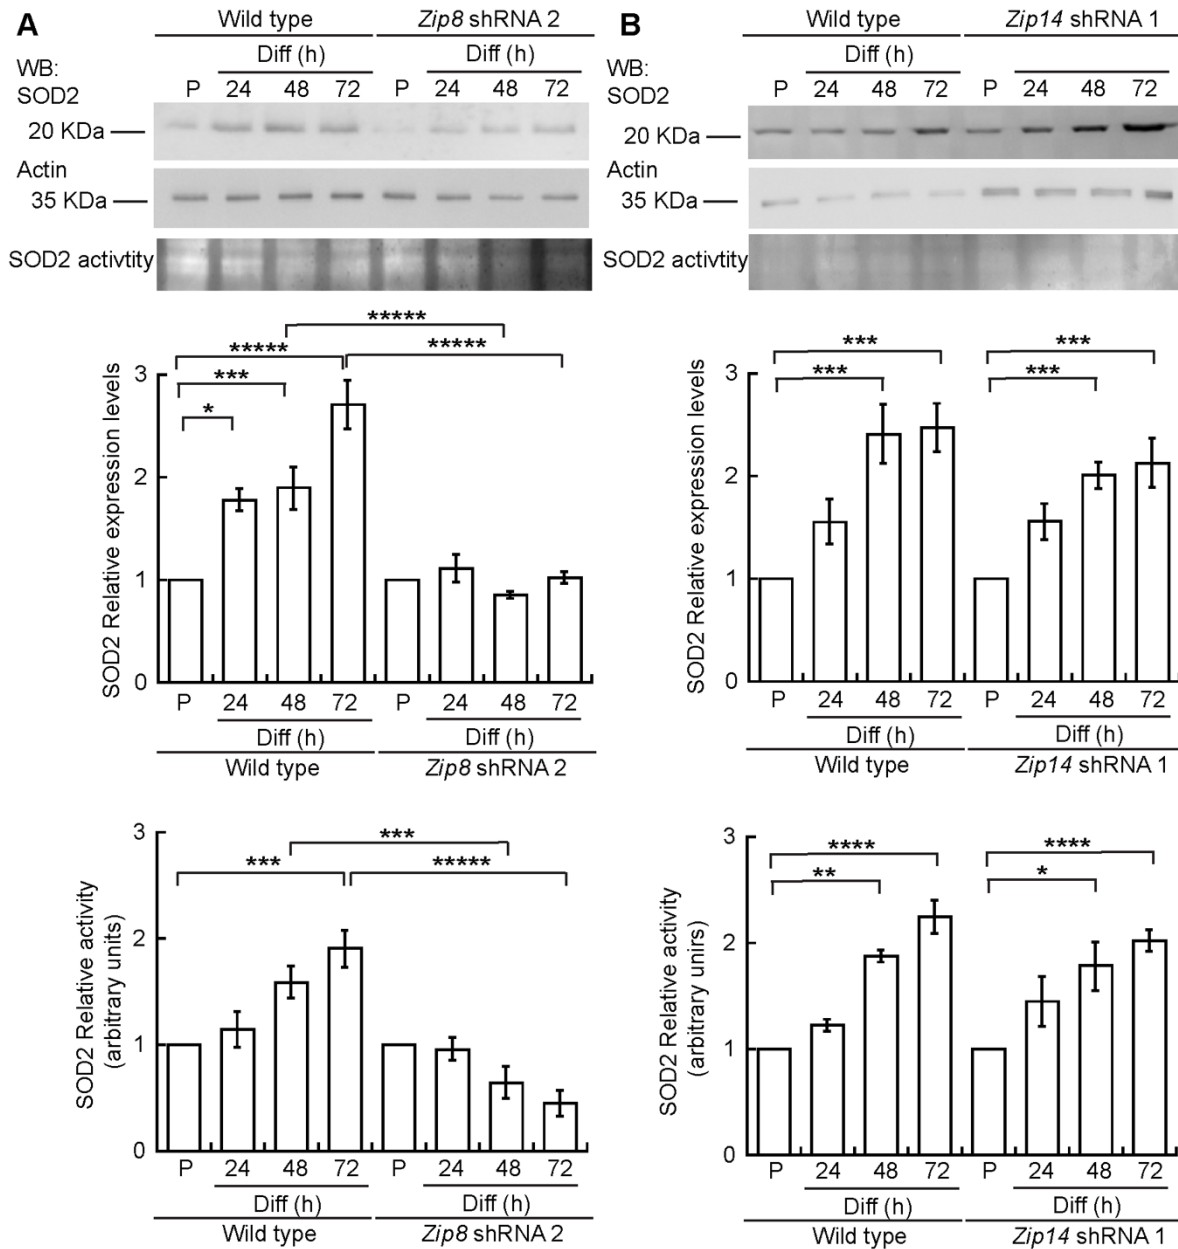 A
Wild type
Zip8 shRNA 2
Diff (h)
Diff (h)
WB:
SOD2
P 24 48 72 P 24 48 72
20 KDa
Actin
35 KDa
SOD2 activtity
*****
*****
*****
***
*
SOD2 Relative expression levels
3
2
1
0
P 24 48 72 P 24 48 72
Diff (h)
Diff (h)
Wild type
Zip8 shRNA 2
***
***
*****
SOD2 Relative activity
(arbitrary units)
3
2
1
0
P 24 48 72 P 24 48 72
Diff (h)
Diff (h)
Wild type
Zip8 shRNA 2
B
Wild type
Zip14 shRNA 1
Diff (h)
WB:
SOD2
P 24 48 72 P 24 48 72
20 KDa
Actin
35 KDa
SOD2 activtity
***
***
***
***
SOD2 Relative expression levels
3
2
1
0
P 24 48 72 P 24 48 72
Diff (h)
Diff (h)
Wild type
Zip14 shRNA 1
****
****
**
*
SOD2 Relative activity
(arbitrary unirs)
3
2
1
0
P 24 48 72 P 24 48 72
Diff (h)
Diff (h)
Wild type
Zip14 shRNA 1